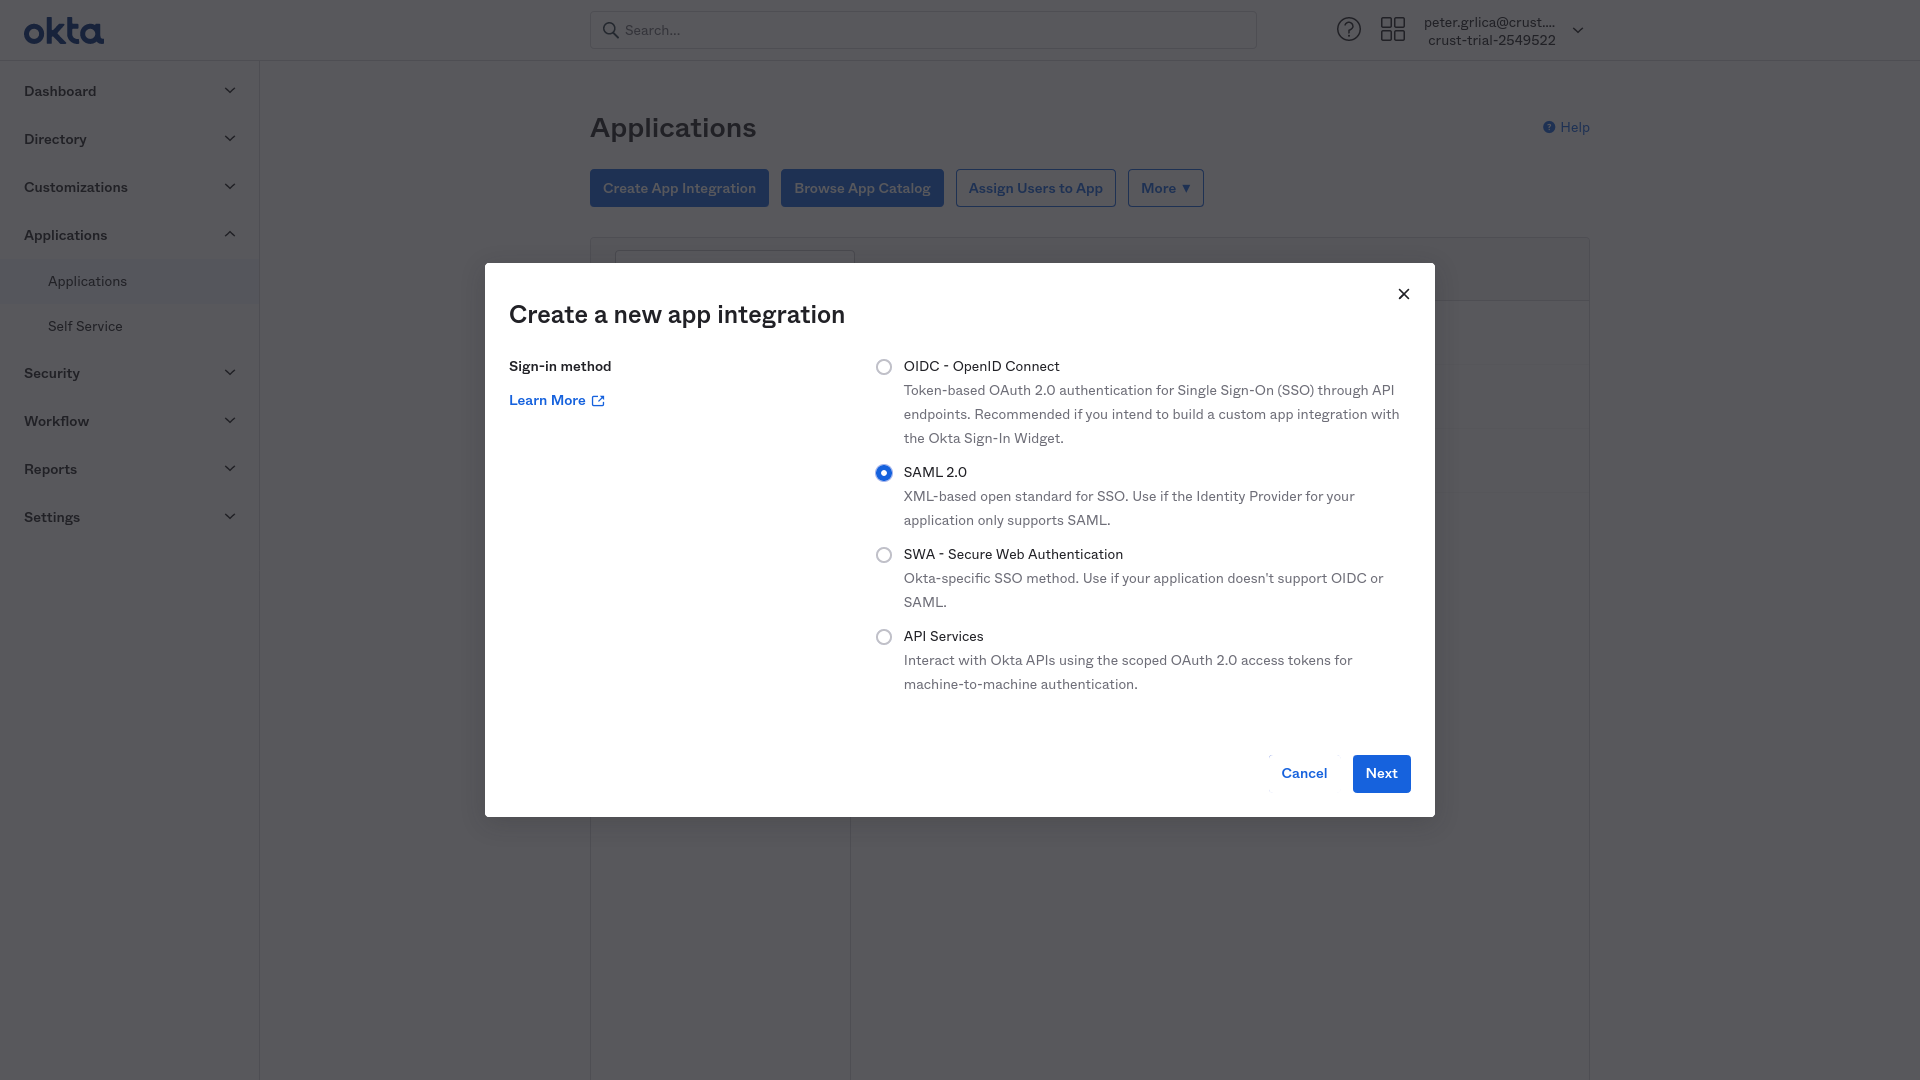 okta
Search...
peter.grlica@crust....
crust-trial-2549522
Dashboard
Directory
Customizations
Applications
Applications
Self Service
Security
Workflow
Reports
Settings
Applications
Help
Create App Integration
Browse App Catalog
Assign Users to App
More ▼
Create a new app integration
Sign-in method
Learn More
OIDC - OpenID Connect
Token-based OAuth 2.0 authentication for Single Sign-On (SSO) through API
endpoints. Recommended if you intend to build a custom app integration with
the Okta Sign-In Widget.
SAML 2.0
XML-based open standard for SSO. Use if the Identity Provider for your
application only supports SAML.
SWA - Secure Web Authentication
Okta-specific SSO method. Use if your application doesn't support OIDC or
SAML.
API Services
Interact with Okta APIs using the scoped OAuth 2.0 access tokens for
machine-to-machine authentication.
Cancel
Next